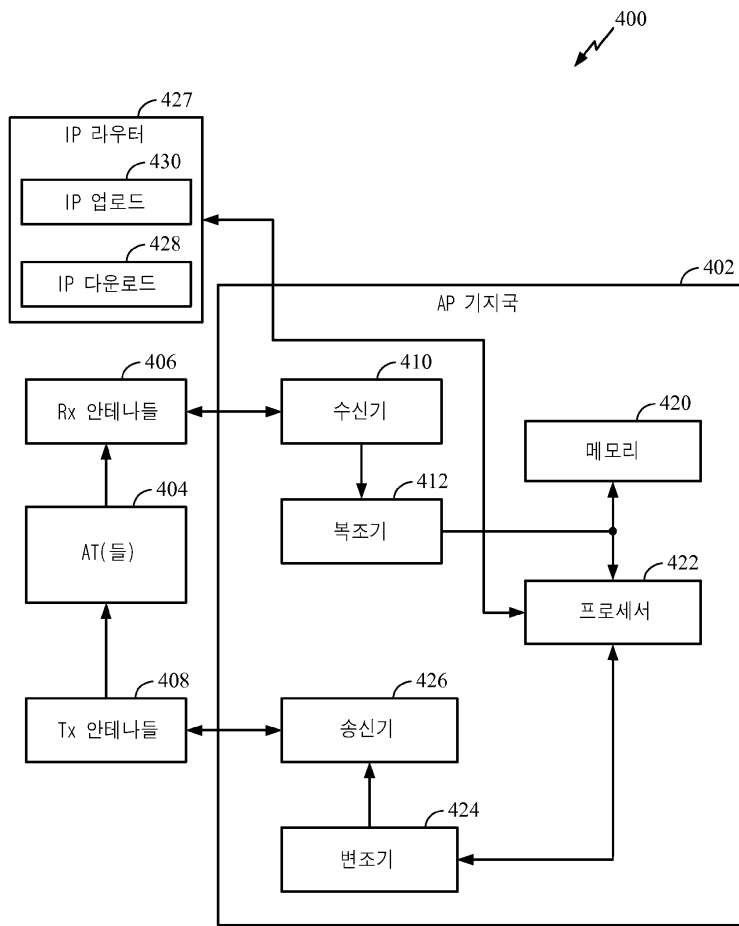 400
427
IP 라우터
430
IP 업로드
428
IP 다운로드
402
AP 기지국
406
Rx 안테나들
410
수신기
420
메모리
404
AT(들)
412
복조기
422
프로세서
408
Tx 안테나들
426
송신기
424
변조기